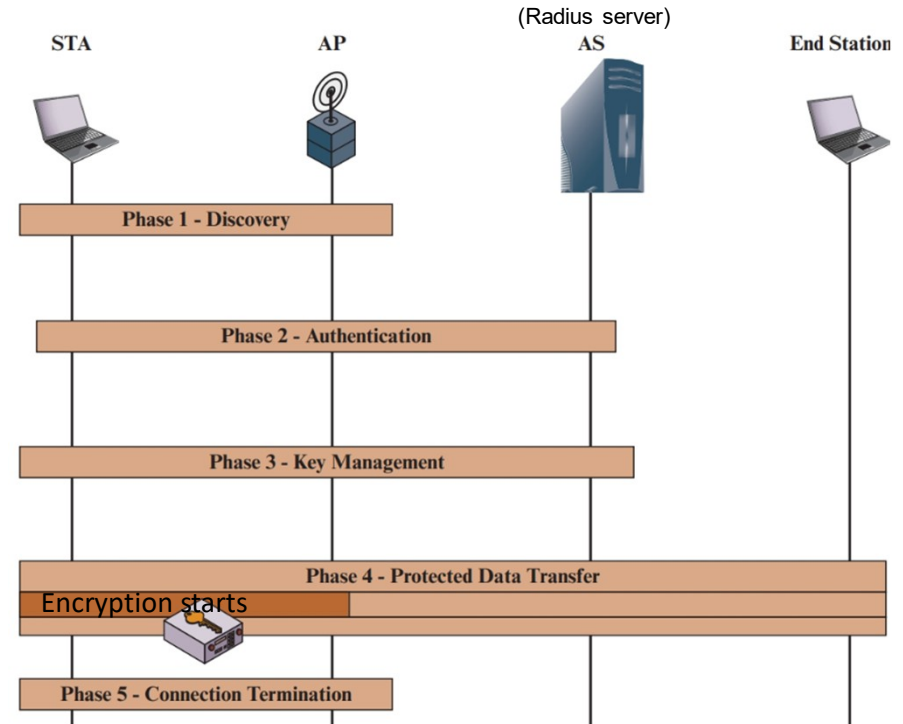 (Radius server)
STA
AP
AS
End Station
Phase 1 - Discovery
Phase 2 - Authentication
Phase 3 - Key Management
Phase 4 - Protected Data Transfer
Encryption starts
Phase 5 - Connection Termination